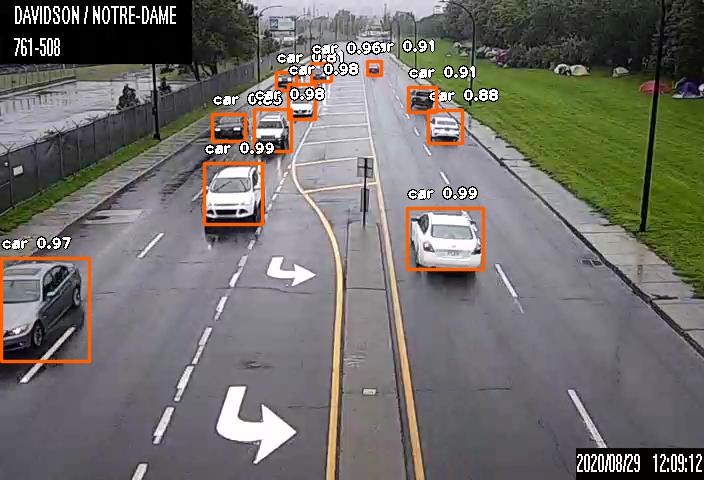 DAVIDSON / NOTRE-DAME
761-508
car 0.96
car 0.91
car 0.81
car 0.98
car 0.91
car 0.98
car 0.88
car 0.99
car 0.99
car 0.97
2020/08/29 12:09:12